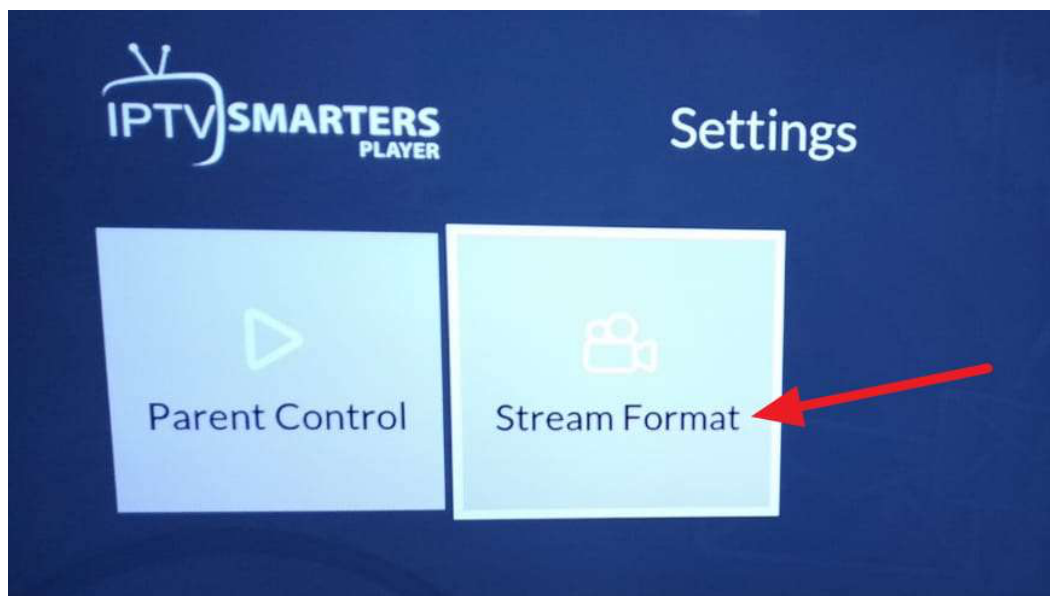 IPTV SMARTERS
PLAYER
Settings
Parent Control
Stream Format